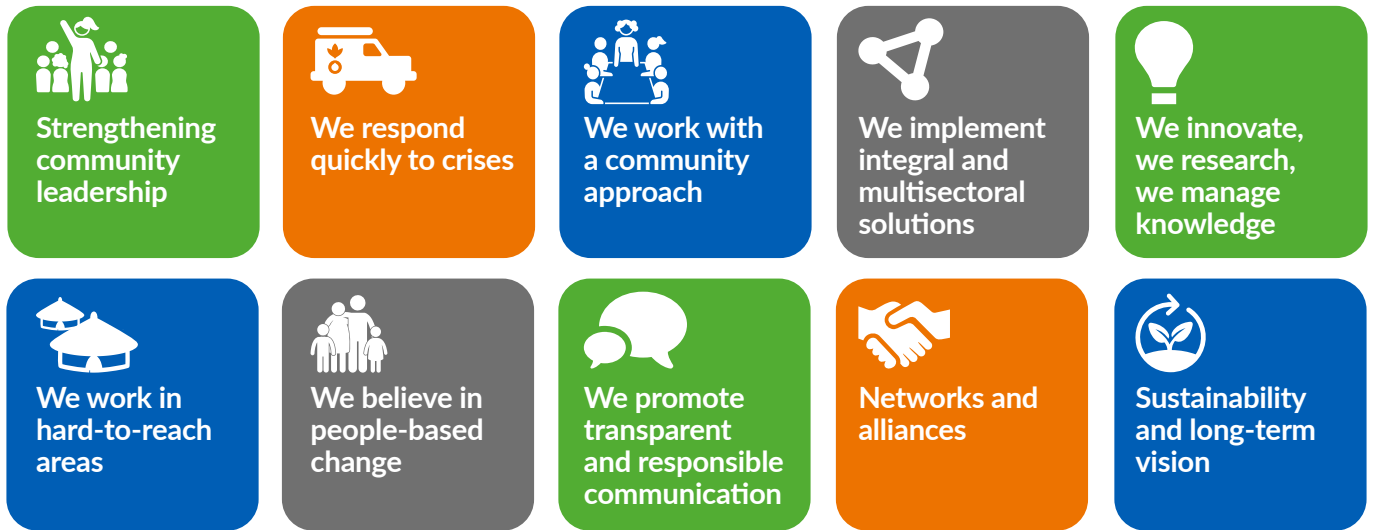 Strengthening
community
leadership
We respond
quickly to crises
We work with
a community
approach
We implement
integral and
multisectoral
solutions
We innovate,
we research,
we manage
knowledge
We work in
hard-to-reach
areas
We believe in
people-based
change
We promote
transparent
and responsible
communication
Networks and
alliances
Sustainability
and long-term
vision